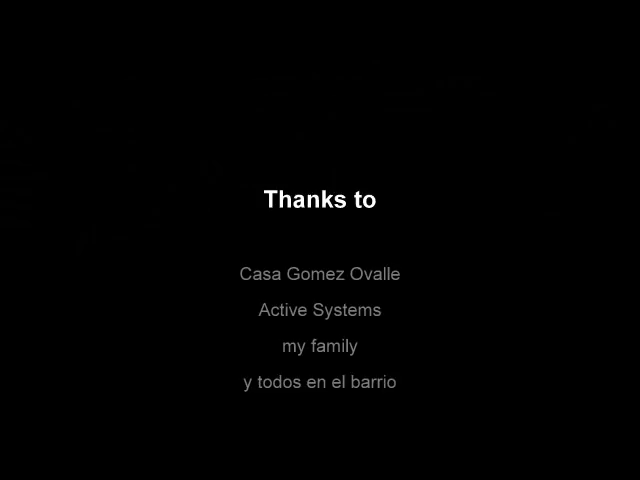 Thanks to
Casa Gomez Ovalle
Active Systems
my family
y todos en el barrio